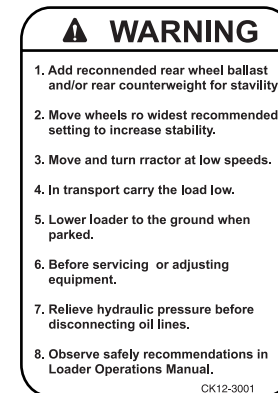 WARNING
1. Add reconnended rear wheel ballast
and/or rear counterweight for stavility
2. Move wheels ro widest recommended
setting to increase stability.
3. Move and turn rractor at low speeds.
4. In transport carry the load low.
5. Lower loader to the ground when
parked.
6. Before servicing or adjusting
equipment.
7. Relieve hydraulic pressure before
disconnecting oil lines.
8. Observe safely recommendations in
Loader Operations Manual.
CK12-3001